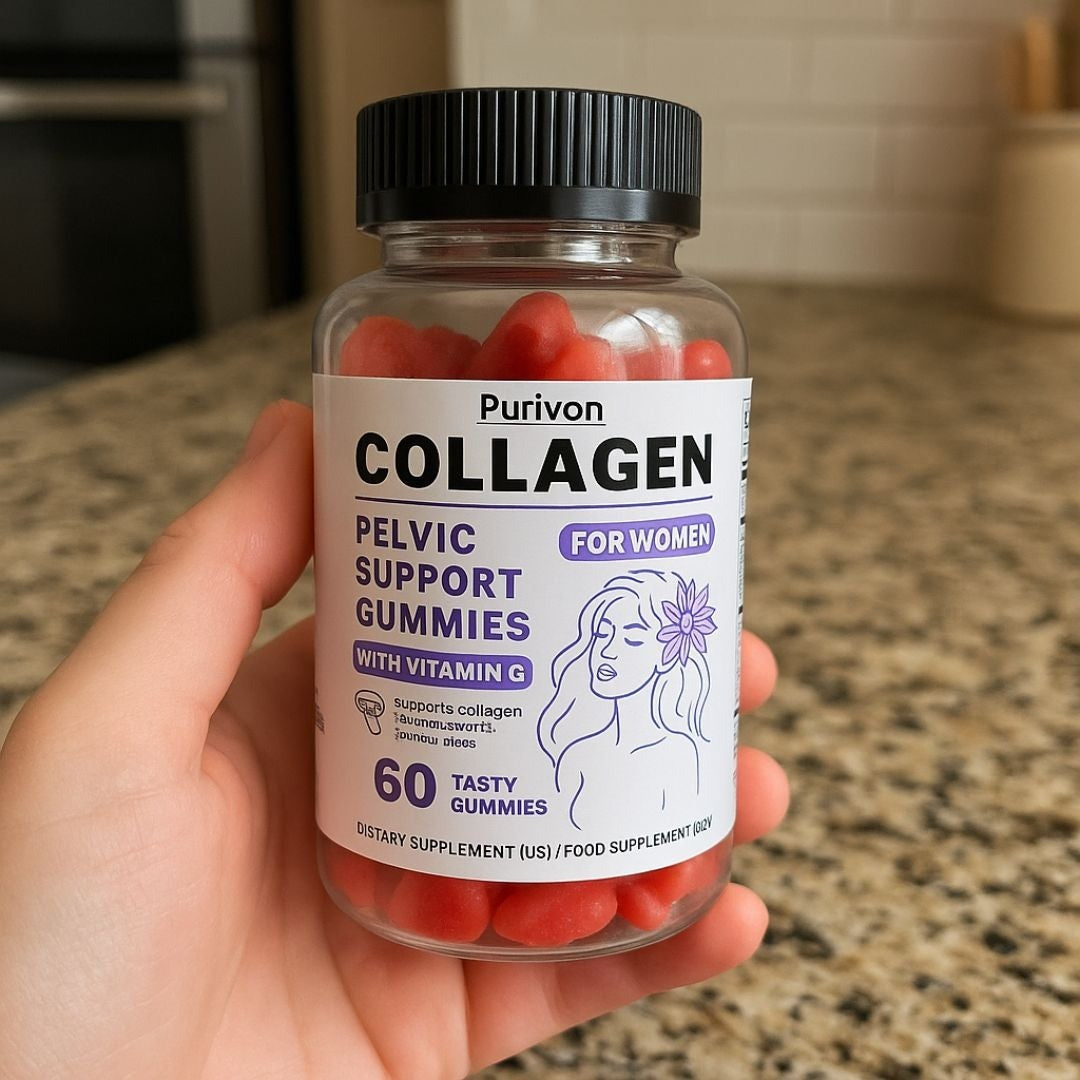 Purivon
COLLAGEN
PELVIC
SUPPORT
GUMMIES
FOR WOMEN
WITH VITAMIN G
supports collagen
60 TASTY
GUMMIES
DISTARY SUPPLEMENT (US) / FOOD SUPPLEMENT